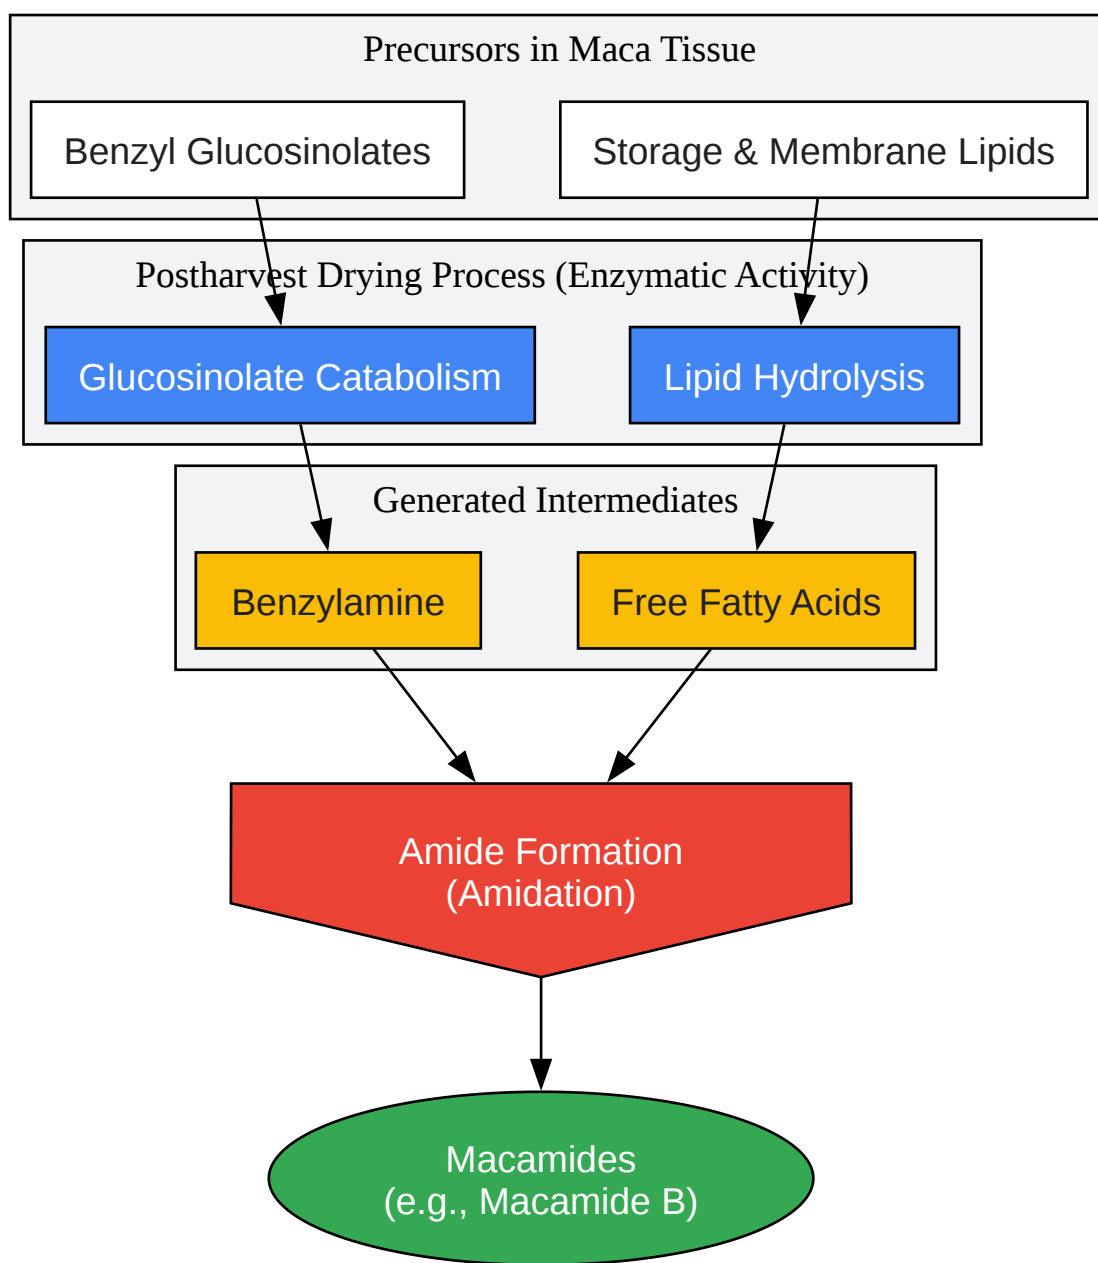 Precursors in Maca Tissue
Benzyl Glucosinolates
Storage & Membrane Lipids
Postharvest Drying Process (Enzymatic Activity)
Glucosinolate Catabolism
Lipid Hydrolysis
Generated Intermediates
Benzylamine
Free Fatty Acids
Amide Formation
(Amidation)
Macamides
(e.g., Macamide B)